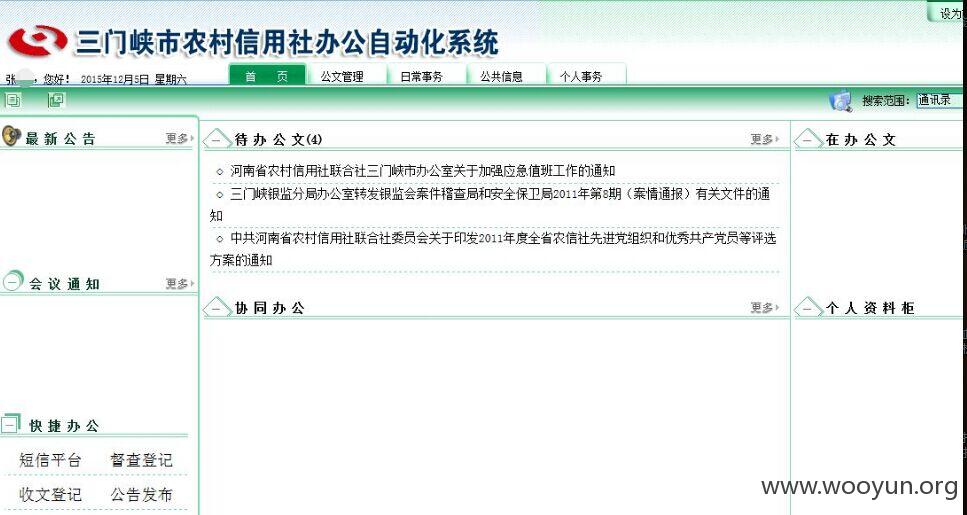 设为
三门峡市农村信用社办公自动化系统
张 ，您好！ 2015年12月5日 星期六
首 页 公文管理 日常事务 公共信息 个人事务
搜索范围： 通讯录
最新公告 更多
待办公文(4) 更多
在办公文
河南省农村信用社联合社三门峡市办公室关于加强应急值班工作的通知
三门峡银监分局办公室转发银监会案件稽查局和安全保卫局2011年第8期（案情通报）有关文件的通
知
中共河南省农村信用社联合社委员会关于印发2011年度全省农信社先进党组织和优秀共产党员等评选
方案的通知
会议通知 更多
协同办公 更多
个人资料柜
快捷办公
短信平台 督查登记
收文登记 公告发布
www.wooyun.org